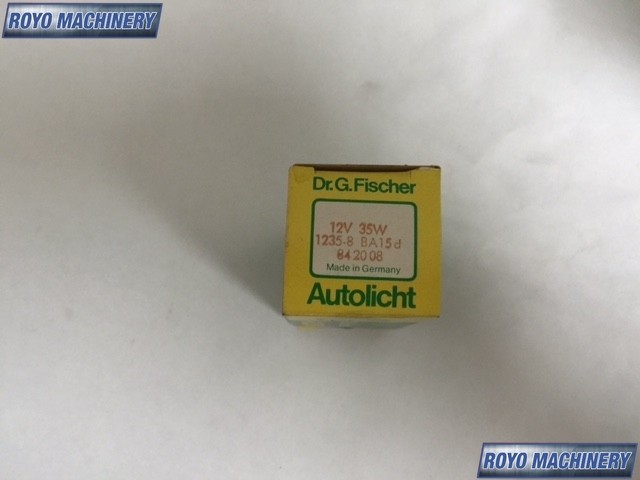 ROYO MACHINERY
Dr.G.Fischer
12V 35W
1235-8 BA15d
842008
Made in Germany
Autolicht
ROYO MACHINERY